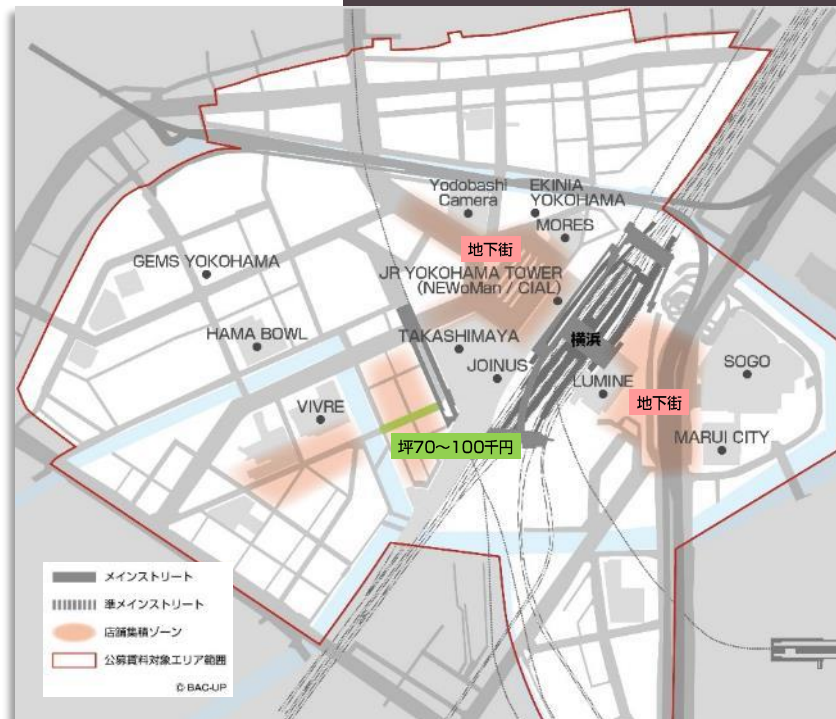 Yodobashi
Camera
EKINIA
YOKOHAMA
MORES
地下街
GEMS YOKOHAMA
JR YOKOHAMA TOWER
(NEWoMan / CIAL)
HAMA BOWL
TAKASHIMAYA
横浜
JOINUS
SOGO
LUMINE
VIVRE
地下街
坪70～100千円
MARUI CITY
メインストリート
準メインストリート
店舗集積ゾーン
公募賃料対象エリア範囲
© BAC-UP